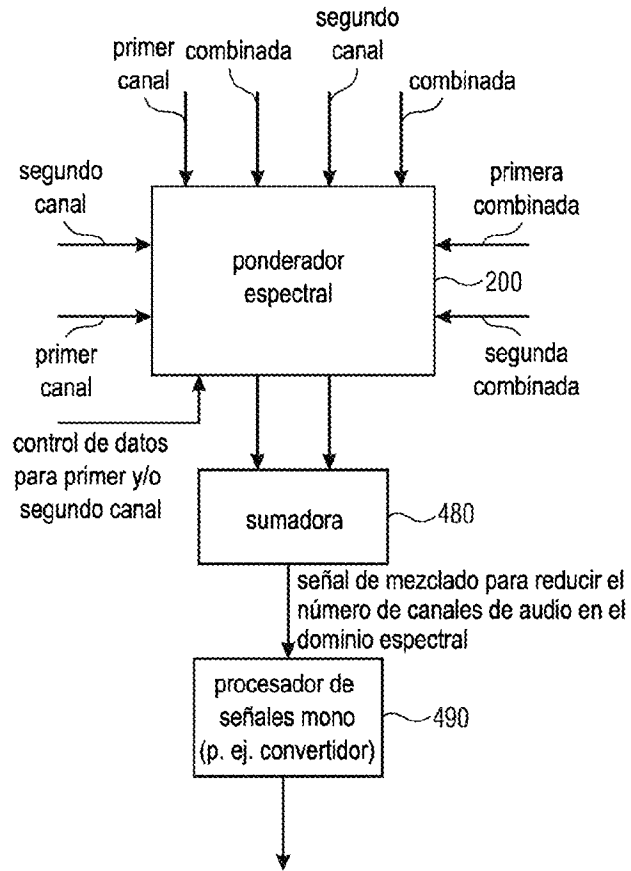 primer
canal
combinada
segundo
canal
combinada
segundo
canal
primera
combinada
ponderador
espectral
200
primer
canal
segunda
combinada
control de datos
para primer y/o
segundo canal
sumadora
480
señal de mezclado para reducir el
número de canales de audio en el
dominio espectral
procesador de
señales mono
(p. ej. convertidor)
490